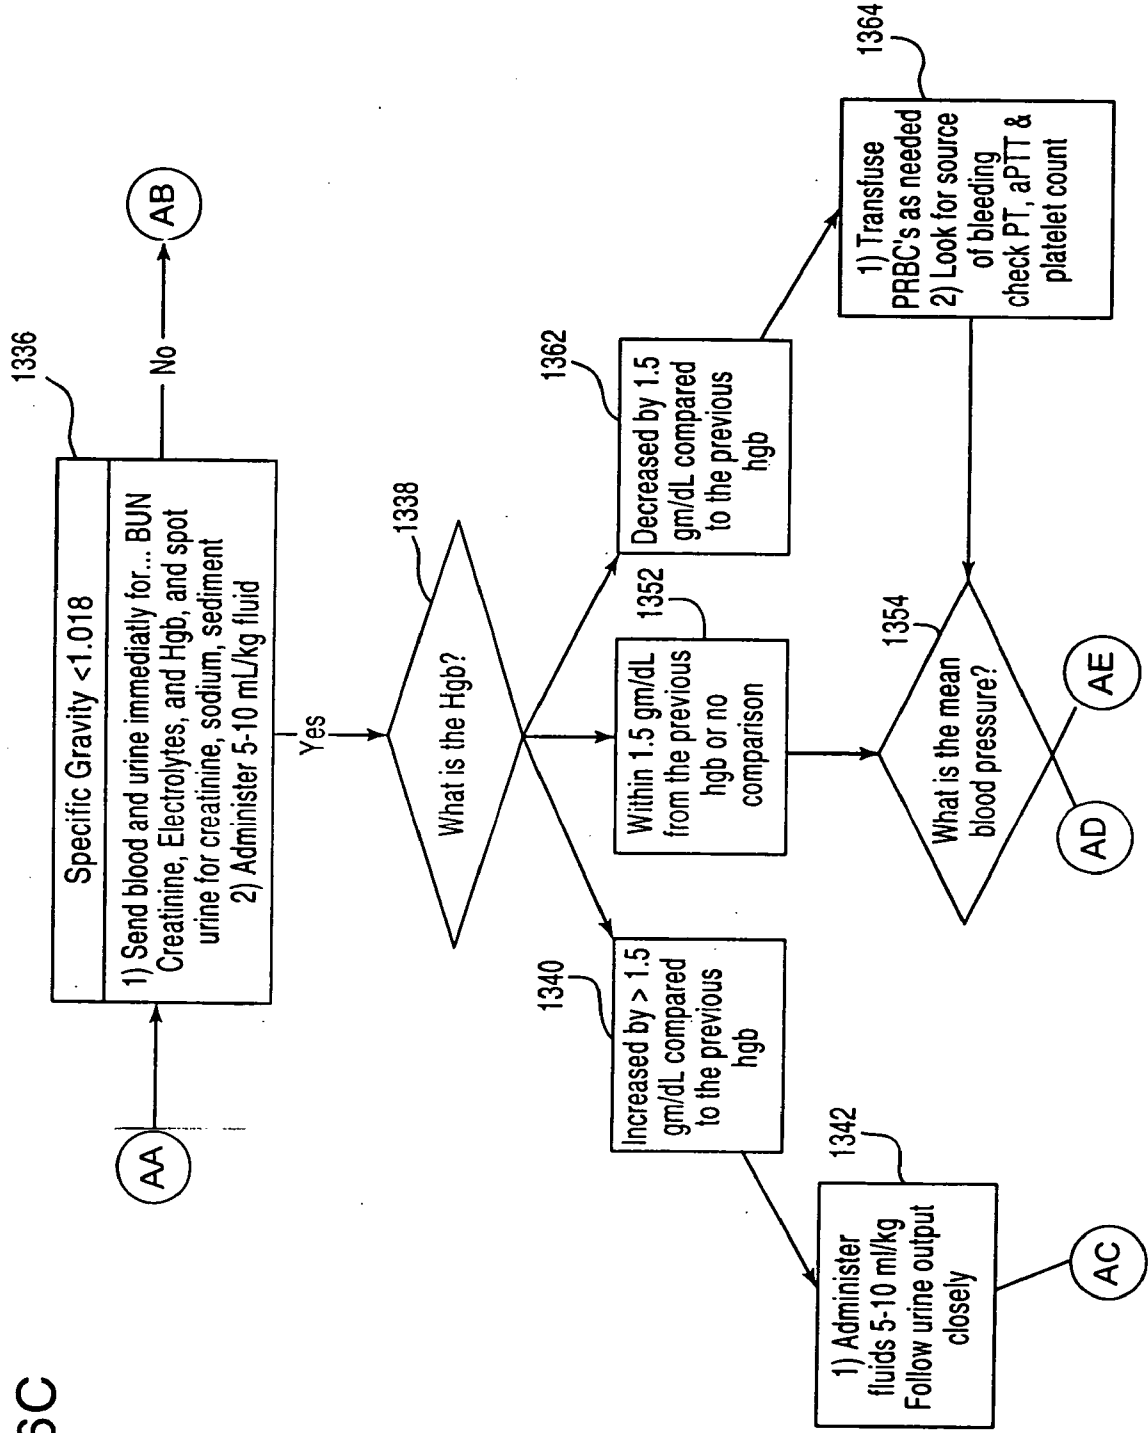 6C
AA
1336
Specific Gravity <1.018
1) Send blood and urine immediatly for... BUN
Creatinine, Electrolytes, and Hgb, and spot
urine for creatinine, sodium, sediment
2) Administer 5-10 mL/kg fluid
No
AB
Yes
1338
What is the Hgb?
1340
Increased by > 1.5
gm/dL compared
to the previous
hgb
1352
Within 1.5 gm/dL
from the previous
hgb or no
comparison
1362
Decreased by 1.5
gm/dL compared
to the previous
hgb
1342
1) Administer
fluids 5-10 ml/kg
Follow urine output
closely
AC
1354
What is the mean
blood pressure?
AD
AE
1364
1) Transfuse
PRBC's as needed
2) Look for source
of bleeding
check PT, aPTT &
platelet count